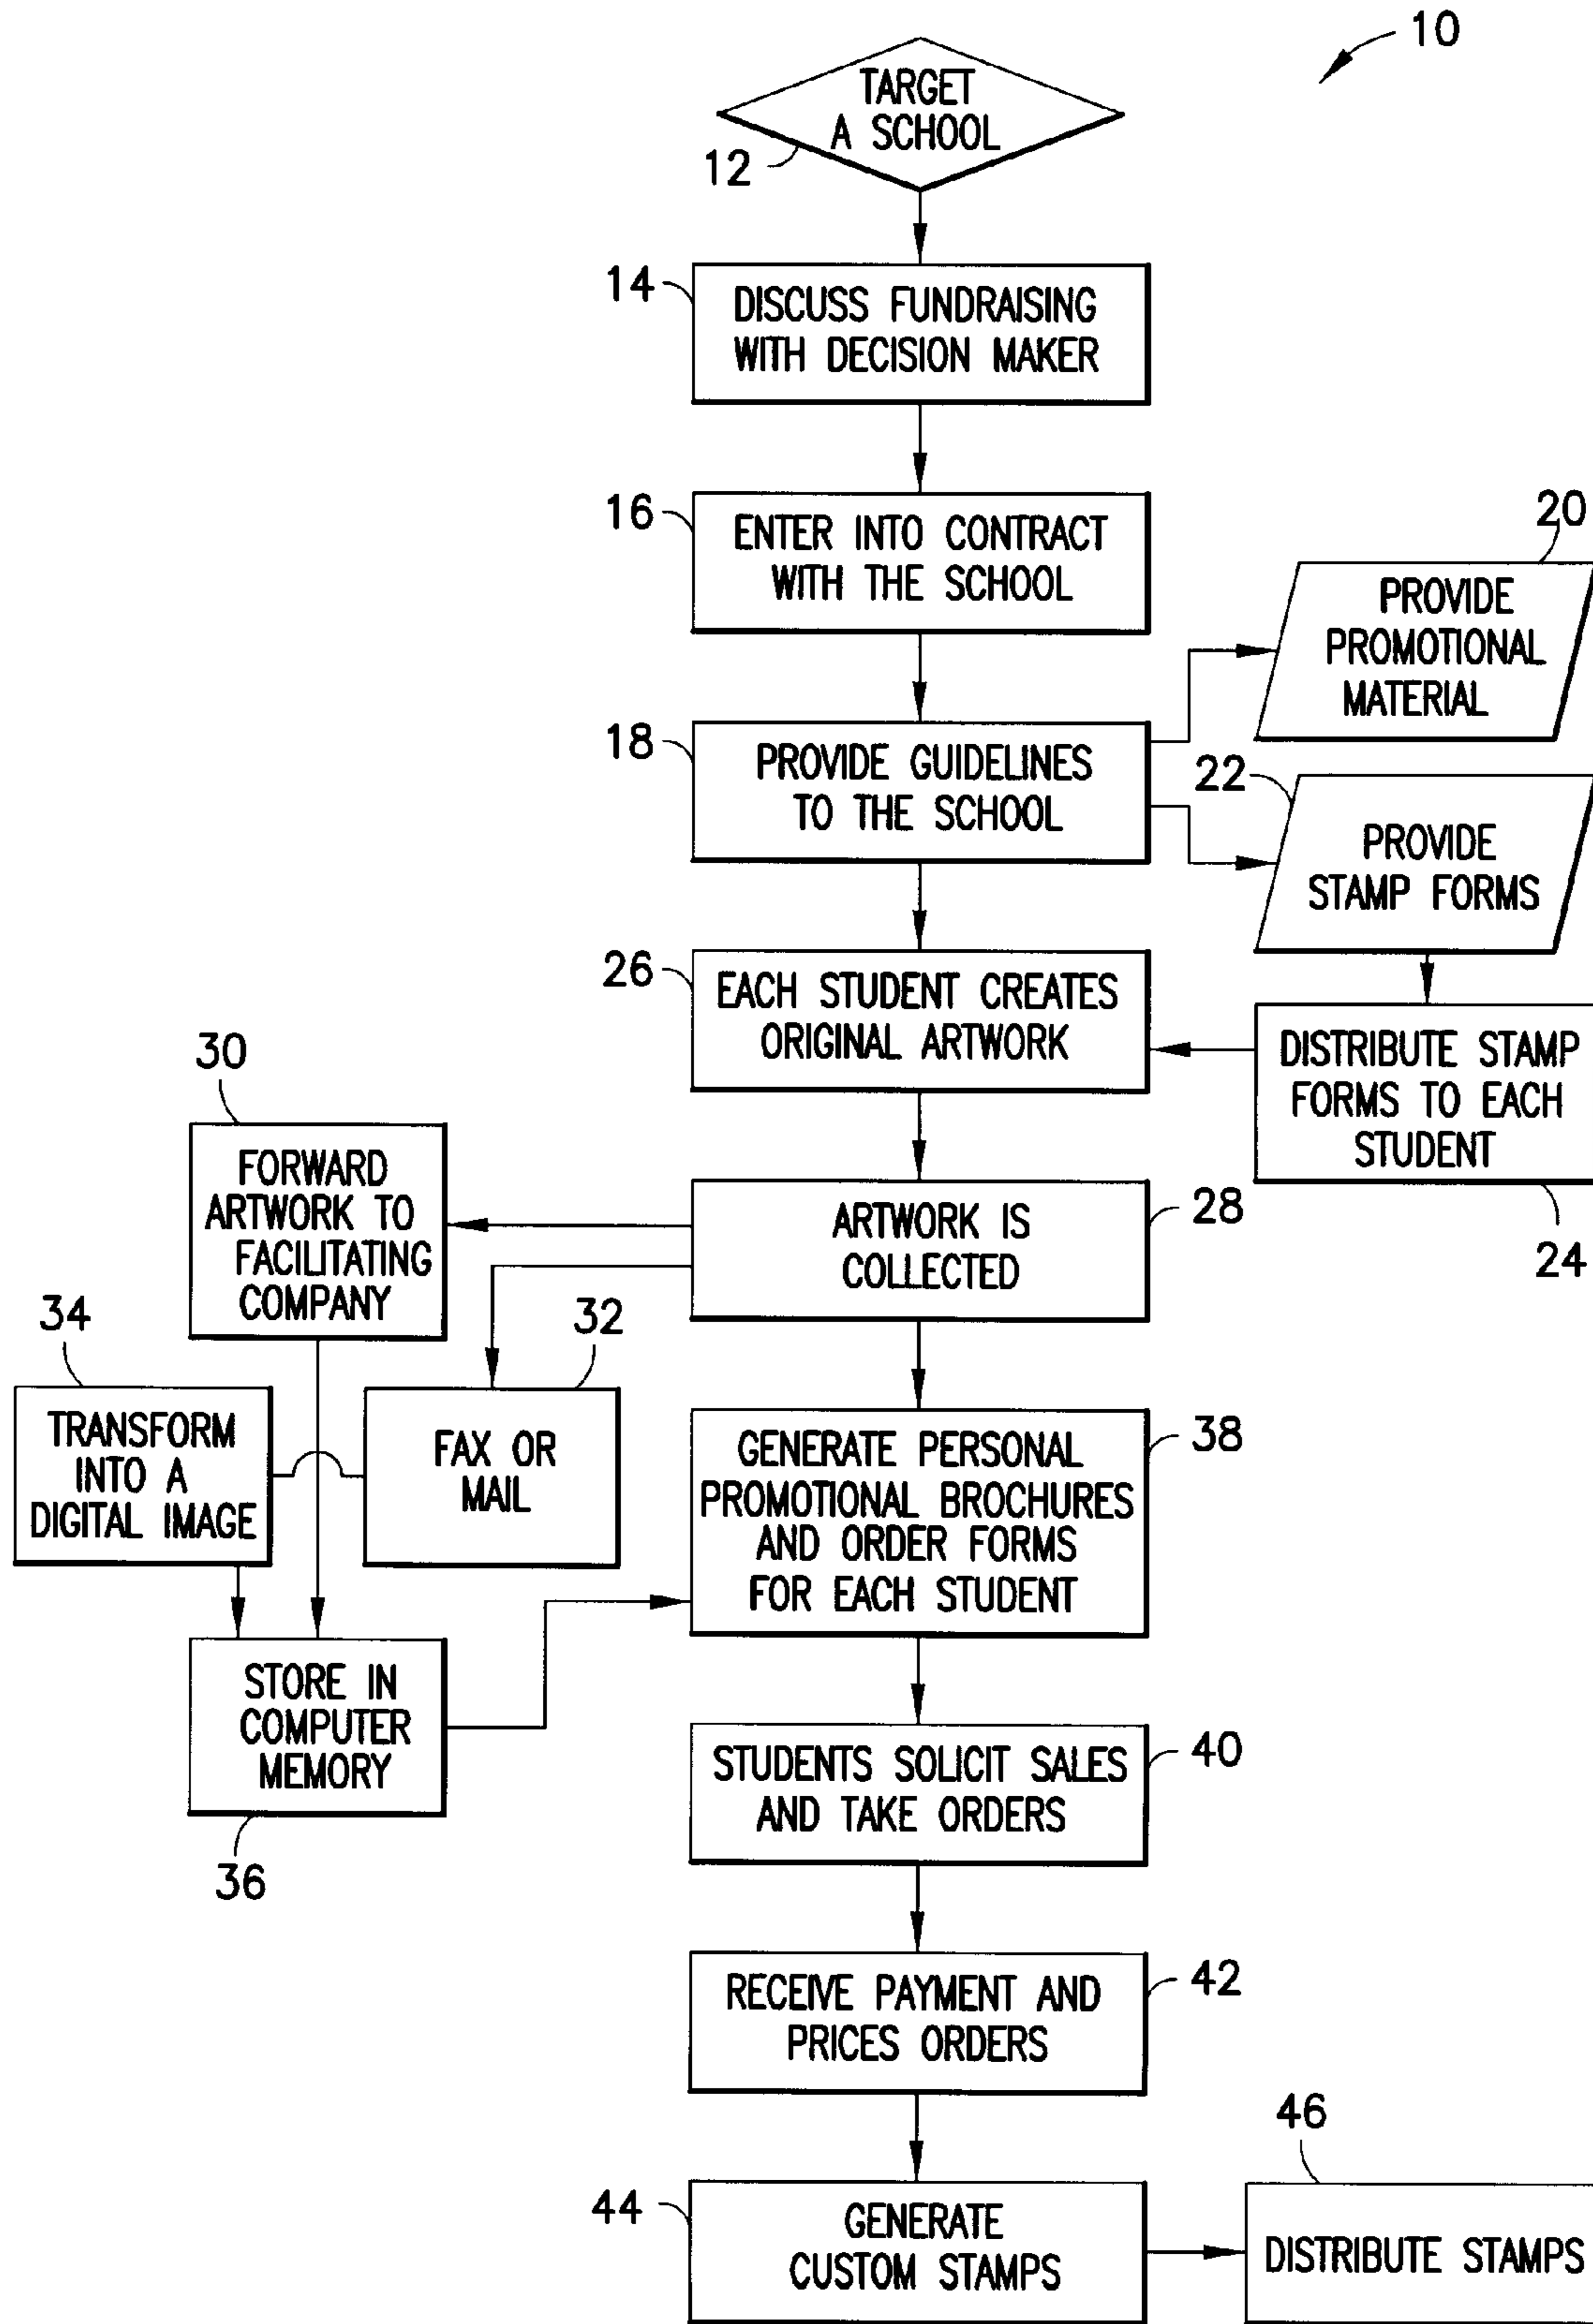 10
TARGET
A SCHOOL
12
14
DISCUSS FUNDRAISING
WITH DECISION MAKER
16
ENTER INTO CONTRACT
WITH THE SCHOOL
20
PROVIDE
PROMOTIONAL
MATERIAL
18
PROVIDE GUIDELINES
TO THE SCHOOL
22
PROVIDE
STAMP FORMS
26
EACH STUDENT CREATES
ORIGINAL ARTWORK
DISTRIBUTE STAMP
FORMS TO EACH
STUDENT
24
30
FORWARD
ARTWORK TO
FACILITATING
COMPANY
28
ARTWORK IS
COLLECTED
34
TRANSFORM
INTO A
DIGITAL IMAGE
32
FAX OR
MAIL
38
GENERATE PERSONAL
PROMOTIONAL BROCHURES
AND ORDER FORMS
FOR EACH STUDENT
STORE IN
COMPUTER
MEMORY
36
40
STUDENTS SOLICIT SALES
AND TAKE ORDERS
42
RECEIVE PAYMENT AND
PRICES ORDERS
44
GENERATE
CUSTOM STAMPS
46
DISTRIBUTE STAMPS